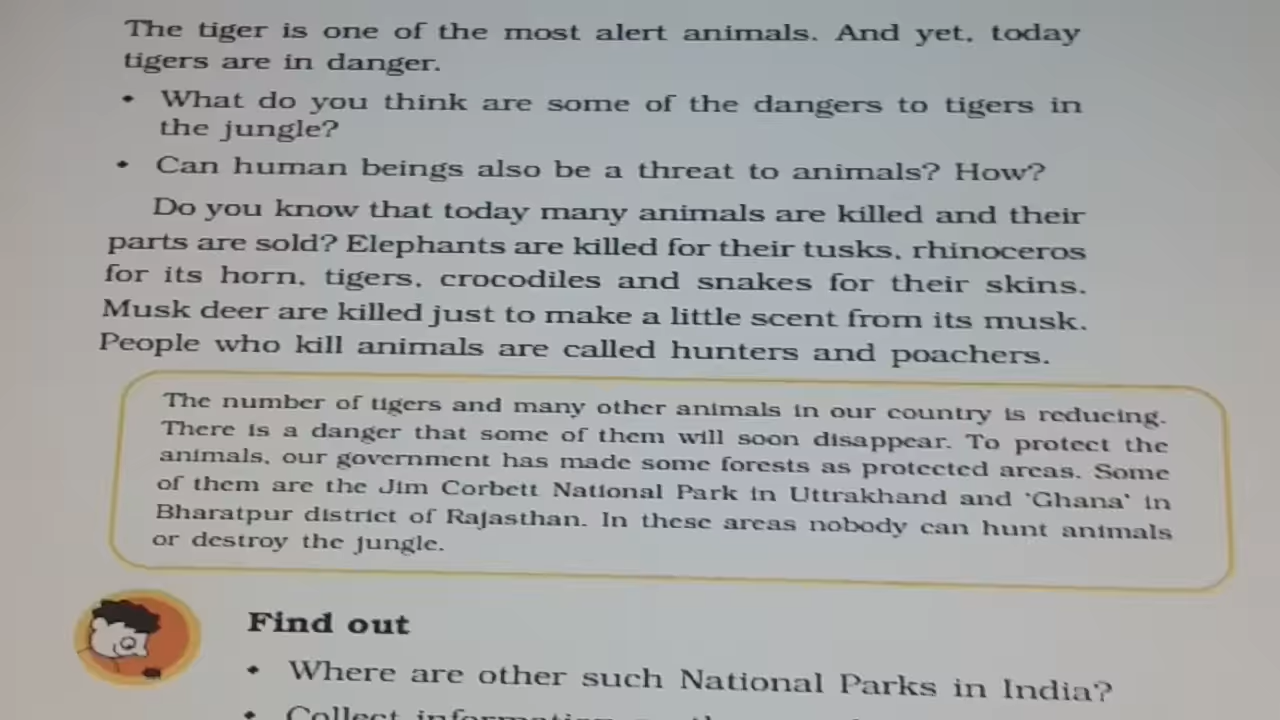 The tiger is one of the most alert animals. And yet, today
tigers are in danger.
• What do you think are some of the dangers to tigers in
the jungle?
• Can human beings also be a threat to animals? How?
Do you know that today many animals are killed and their
parts are sold? Elephants are killed for their tusks, rhinoceros
for its horn, tigers, crocodiles and snakes for their skins.
Musk deer are killed just to make a little scent from its musk.
People who kill animals are called hunters and poachers.
The number of tigers and many other animals in our country is reducing.
There is a danger that some of them will soon disappear. To protect the
animals, our government has made some forests as protected areas. Some
of them are the Jim Corbett National Park in Uttrakhand and 'Ghana' in
Bharatpur district of Rajasthan. In these areas nobody can hunt animals
or destroy the jungle.
Find out
• Where are other such National Parks in India?
• Collect information